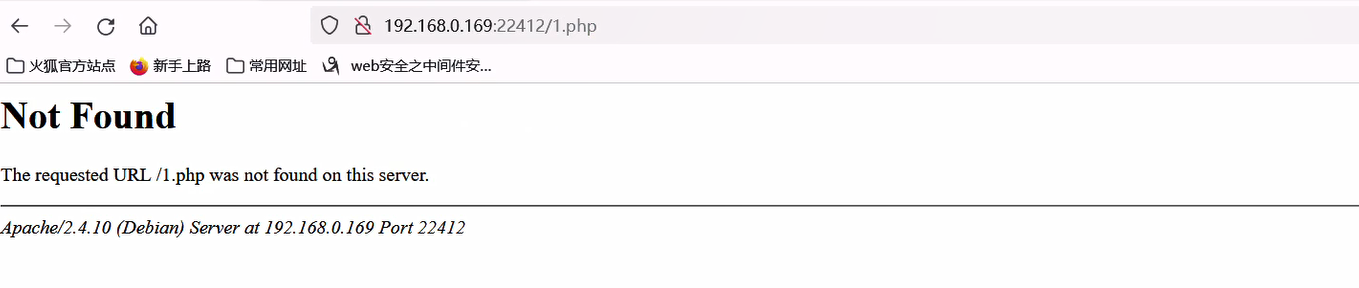 192.168.0.169:22412/1.php
火狐官方站点 新手上路 常用网址 web安全之中间件安...
Not Found
The requested URL /1.php was not found on this server.
Apache/2.4.10 (Debian) Server at 192.168.0.169 Port 22412